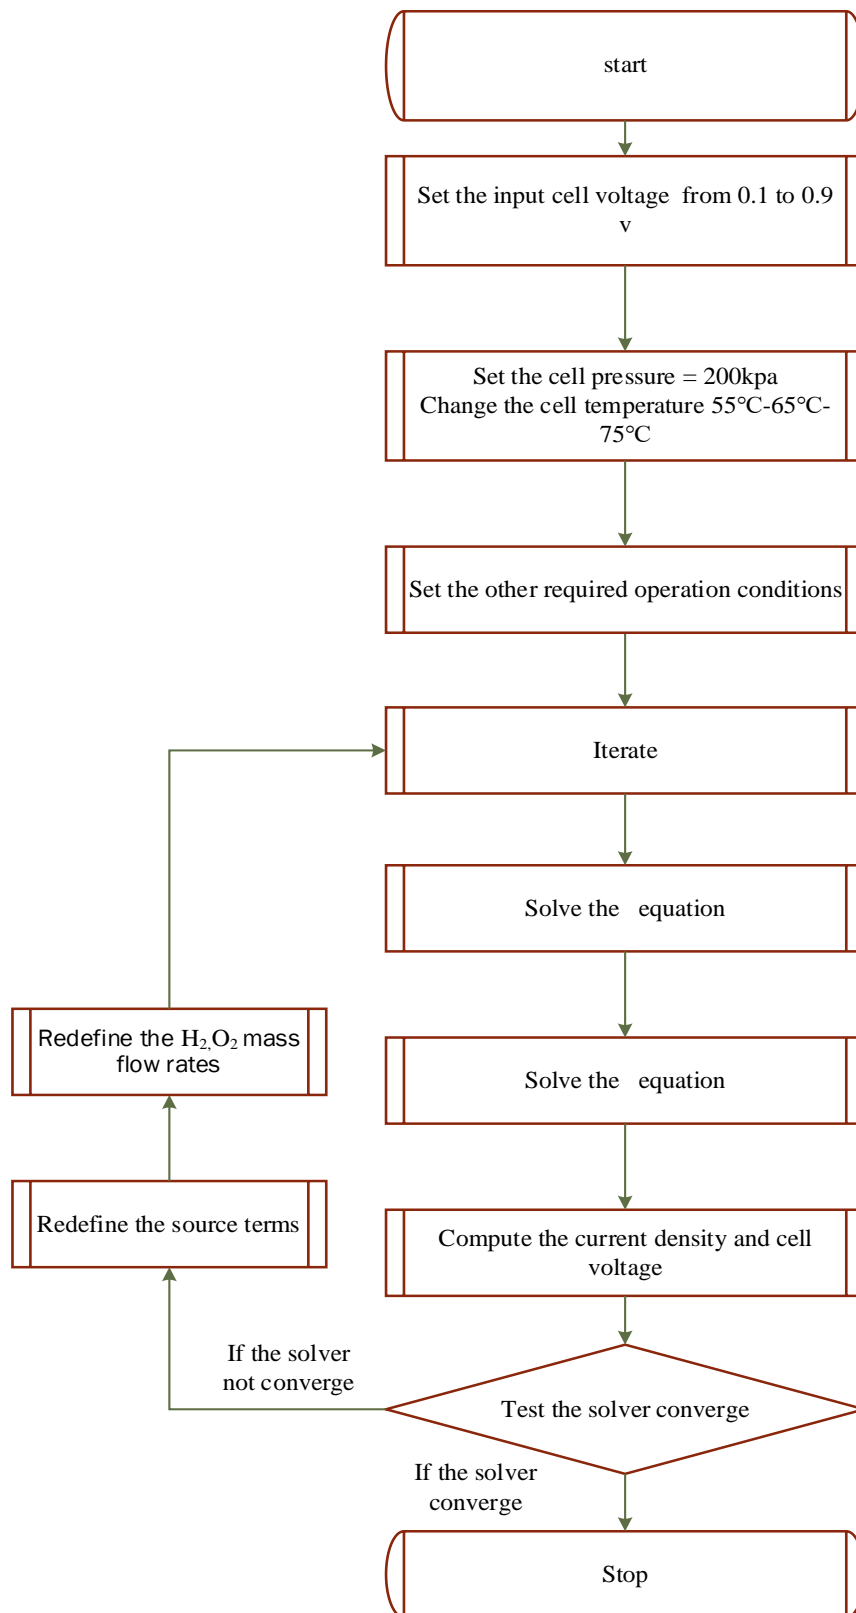 start
Set the input cell voltage  from 0.1 to 0.9
v
Set the cell pressure = 200kpa
Change the cell temperature 55°C-65°C-
75°C
Set the other required operation conditions
Iterate
Solve the   equation
Redefine the H₂,O₂ mass
flow rates
Solve the   equation
Redefine the source terms
Compute the current density and cell
voltage
If the solver
not converge
Test the solver converge
If the solver
converge
Stop